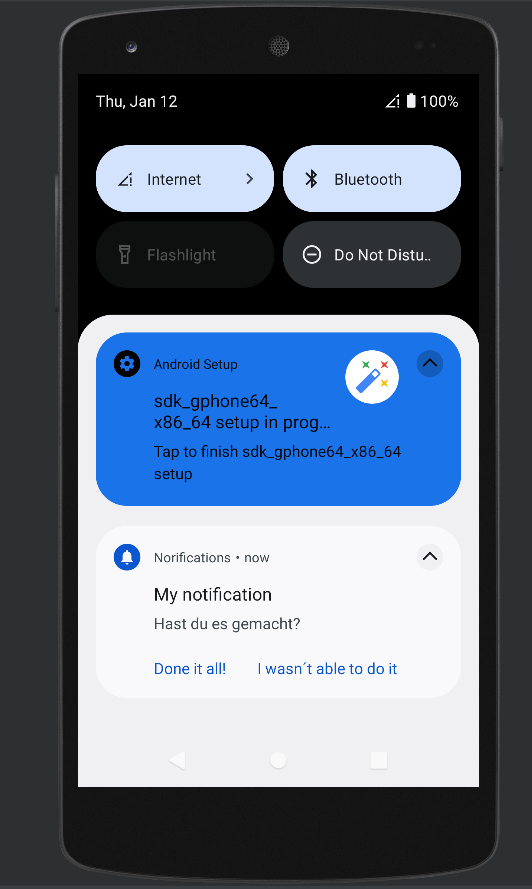 Thu, Jan 12
100%
Internet
Bluetooth
Flashlight
Do Not Distu..
Android Setup
sdk_gphone64_
x86_64 setup in prog...
Tap to finish sdk_gphone64_x86_64
setup
Norifications • now
My notification
Hast du es gemacht?
Done it all!
I wasn´t able to do it